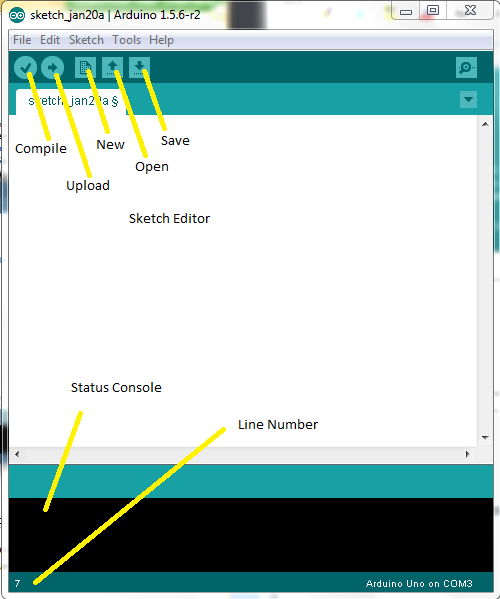 sketch_jan20a | Arduino 1.5.6-r2
File Edit Sketch Tools Help
sketch_jan20a §
Compile
New
Save
Open
Upload
Sketch Editor
Status Console
Line Number
7
Arduino Uno on COM3